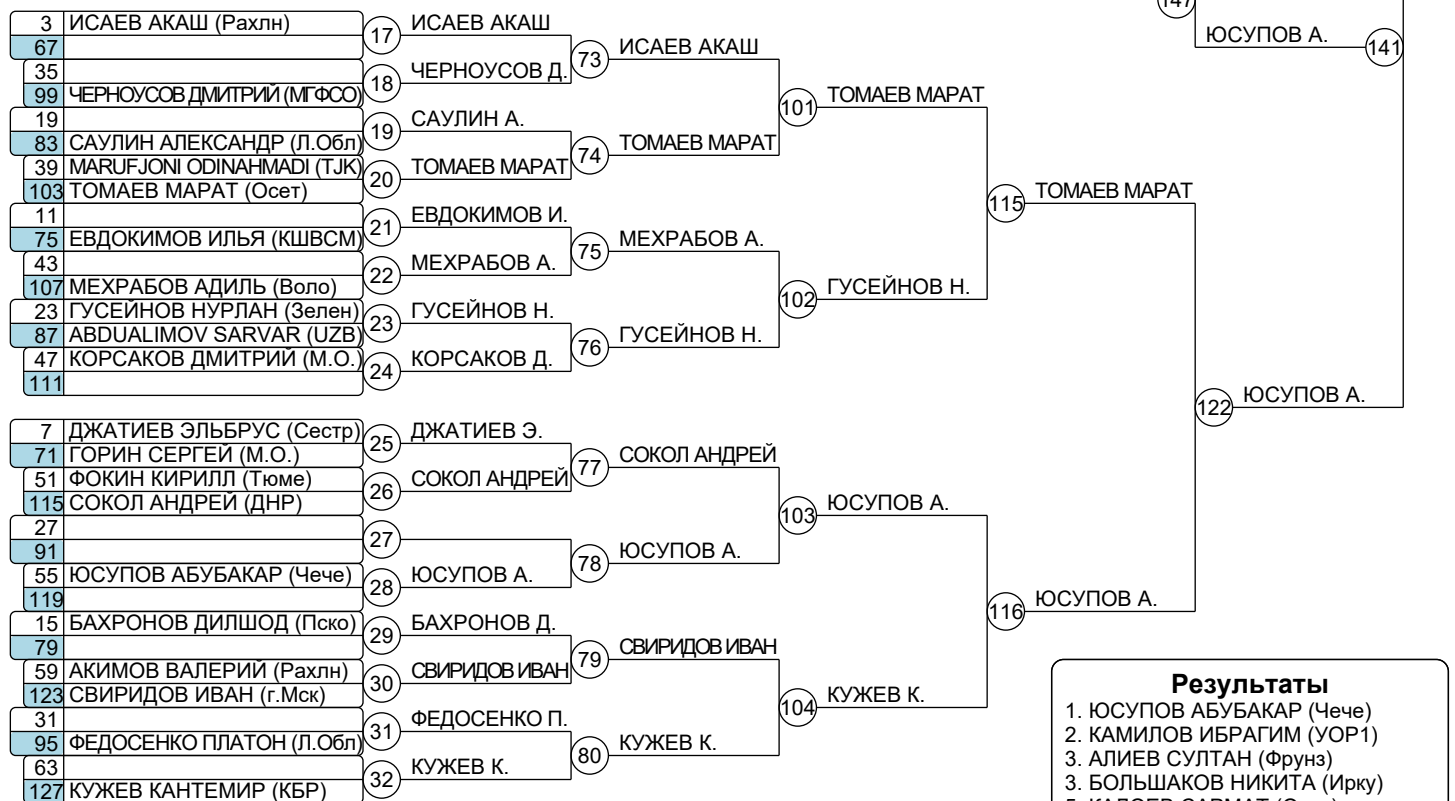 147
ЮСУПОВ А.
141
3 ИСАЕВ АКАШ (Рахлн)
67
17
ИСАЕВ АКАШ
35
99 ЧЕРНОУСОВ ДМИТРИЙ (МГФСО)
18
ЧЕРНОУСОВ Д.
73
ИСАЕВ АКАШ
19
83 САУЛИН АЛЕКСАНДР (Л.Обл)
19
САУЛИН А.
39 MARUFJONI ODINAHMADI (TJK)
103 ТОМАЕВ МАРАТ (Осет)
20
ТОМАЕВ МАРАТ
74
ТОМАЕВ МАРАТ
101
ТОМАЕВ МАРАТ
11
75 ЕВДОКИМОВ ИЛЬЯ (КШВСМ)
21
ЕВДОКИМОВ И.
43
107 МЕХРАБОВ АДИЛЬ (Воло)
22
МЕХРАБОВ А.
75
МЕХРАБОВ А.
23 ГУСЕЙНОВ НУРЛАН (Зелен)
87 ABDUALIMOV SARVAR (UZB)
23
ГУСЕЙНОВ Н.
47 КОРСАКОВ ДМИТРИЙ (М.О.)
111
24
КОРСАКОВ Д.
76
ГУСЕЙНОВ Н.
102
ГУСЕЙНОВ Н.
115
ТОМАЕВ МАРАТ
7 ДЖАТИЕВ ЭЛЬБРУС (Сестр)
71 ГОРИН СЕРГЕЙ (М.О.)
25
ДЖАТИЕВ Э.
51 ФОКИН КИРИЛЛ (Тюме)
115 СОКОЛ АНДРЕЙ (ДНР)
26
СОКОЛ АНДРЕЙ
77
СОКОЛ АНДРЕЙ
27
91
27
55 ЮСУПОВ АБУБАКАР (Чече)
119
28
ЮСУПОВ А.
78
ЮСУПОВ А.
103
ЮСУПОВ А.
15 БАХРОНОВ ДИЛШОД (Пско)
79
29
БАХРОНОВ Д.
59 АКИМОВ ВАЛЕРИЙ (Рахлн)
123 СВИРИДОВ ИВАН (г.Мск)
30
СВИРИДОВ ИВАН
79
СВИРИДОВ ИВАН
31
95 ФЕДОСЕНКО ПЛАТОН (Л.Обл)
31
ФЕДОСЕНКО П.
63
127 КУЖЕВ КАНТЕМИР (КБР)
32
КУЖЕВ К.
80
КУЖЕВ К.
104
КУЖЕВ К.
116
ЮСУПОВ А.
122
ЮСУПОВ А.
Результаты
1. ЮСУПОВ АБУБАКАР (Чече)
2. КАМИЛОВ ИБРАГИМ (УОР1)
3. АЛИЕВ СУЛТАН (Фрунз)
3. БОЛЬШАКОВ НИКИТА (Ирку)